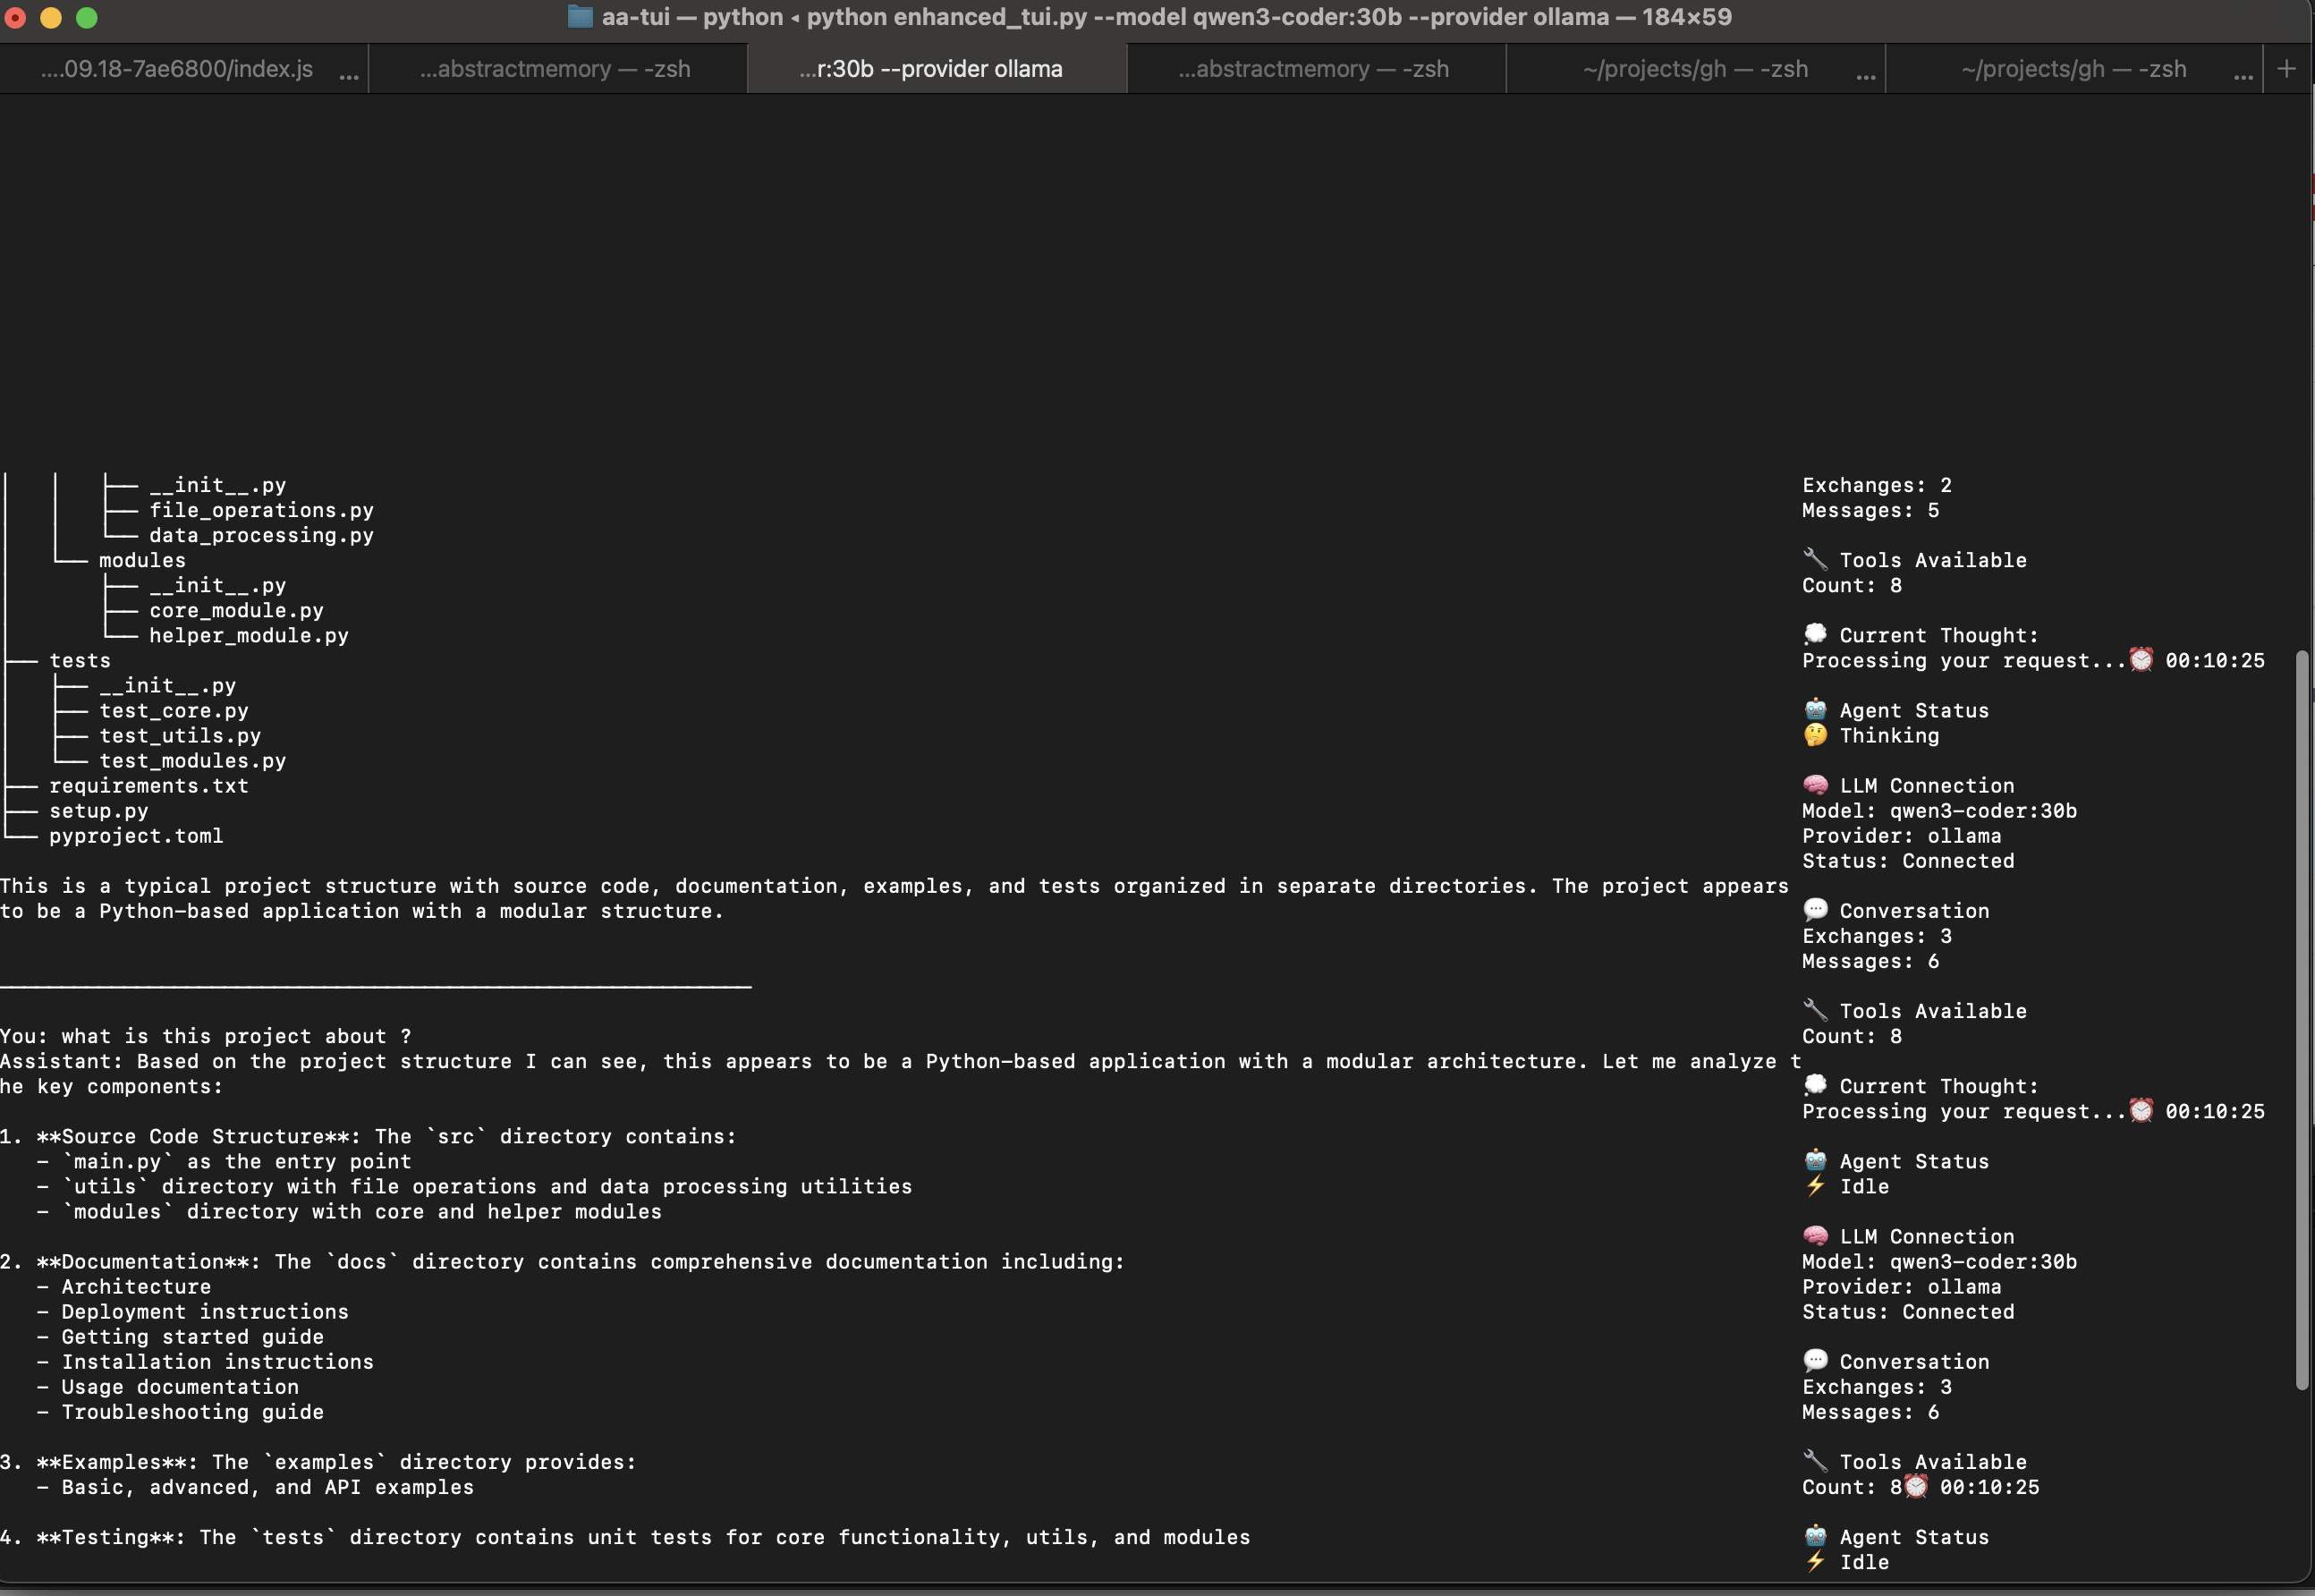 aa-tui — python ◂ python enhanced_tui.py --model qwen3-coder:30b --provider ollama — 184×59
....09.18-7ae6800/index.js ...
...abstractmemory — -zsh
...r:30b --provider ollama
...abstractmemory — -zsh
~/projects/gh — -zsh ...
~/projects/gh — -zsh ...
+
│   │   ├── __init__.py
│   │   ├── file_operations.py
│   │   └── data_processing.py
│   └── modules
│       ├── __init__.py
│       ├── core_module.py
│       └── helper_module.py
├── tests
│   ├── __init__.py
│   ├── test_core.py
│   ├── test_utils.py
│   └── test_modules.py
├── requirements.txt
├── setup.py
└── pyproject.toml
This is a typical project structure with source code, documentation, examples, and tests organized in separate directories. The project appears
to be a Python-based application with a modular structure.
────────────────────────────────────────────────────────────
You: what is this project about ?
Assistant: Based on the project structure I can see, this appears to be a Python-based application with a modular architecture. Let me analyze t
he key components:
1. **Source Code Structure**: The `src` directory contains:
   - `main.py` as the entry point
   - `utils` directory with file operations and data processing utilities
   - `modules` directory with core and helper modules
2. **Documentation**: The `docs` directory contains comprehensive documentation including:
   - Architecture
   - Deployment instructions
   - Getting started guide
   - Installation instructions
   - Usage documentation
   - Troubleshooting guide
3. **Examples**: The `examples` directory provides:
   - Basic, advanced, and API examples
4. **Testing**: The `tests` directory contains unit tests for core functionality, utils, and modules
Exchanges: 2
Messages: 5
🔧 Tools Available
Count: 8
💭 Current Thought:
Processing your request...⏰ 00:10:25
🤖 Agent Status
🤔 Thinking
🧠 LLM Connection
Model: qwen3-coder:30b
Provider: ollama
Status: Connected
💬 Conversation
Exchanges: 3
Messages: 6
🔧 Tools Available
Count: 8
💭 Current Thought:
Processing your request...⏰ 00:10:25
🤖 Agent Status
⚡ Idle
🧠 LLM Connection
Model: qwen3-coder:30b
Provider: ollama
Status: Connected
💬 Conversation
Exchanges: 3
Messages: 6
🔧 Tools Available
Count: 8⏰ 00:10:25
🤖 Agent Status
⚡ Idle